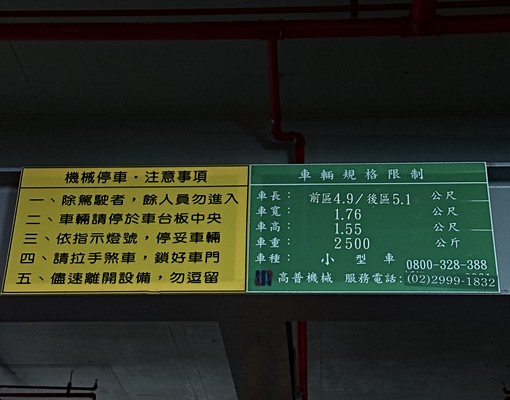 機械停車・注意事項
一、除駕駛者，餘人員勿進入
二、車輛請停於車台板中央
三、依指示燈號，停妥車輛
四、請拉手煞車，鎖好車門
五、儘速離開設備，勿逗留
車輛規格限制
車長： 前區4.9/後區5.1 公尺
車寬： 1.76 公尺
車高： 1.55 公尺
車重： 2500 公斤
車種： 小型車
0800-328-388
高普機械 服務電話:(02)2999-1832